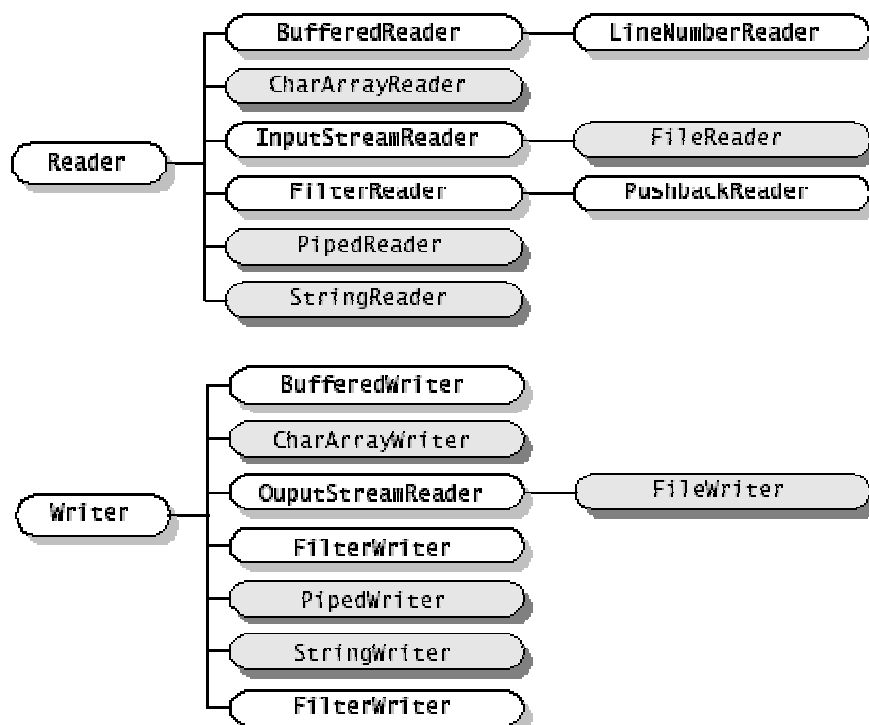 BufferedReader
LineNumberReader
CharArrayReader
InputStreamReader
FileReader
Reader
FilterReader
PushbackReader
PipedReader
StringReader
BufferedWriter
CharArrayWriter
OuputStreamReader
FileWriter
Writer
FilterWriter
PipedWriter
StringWriter
FilterWriter